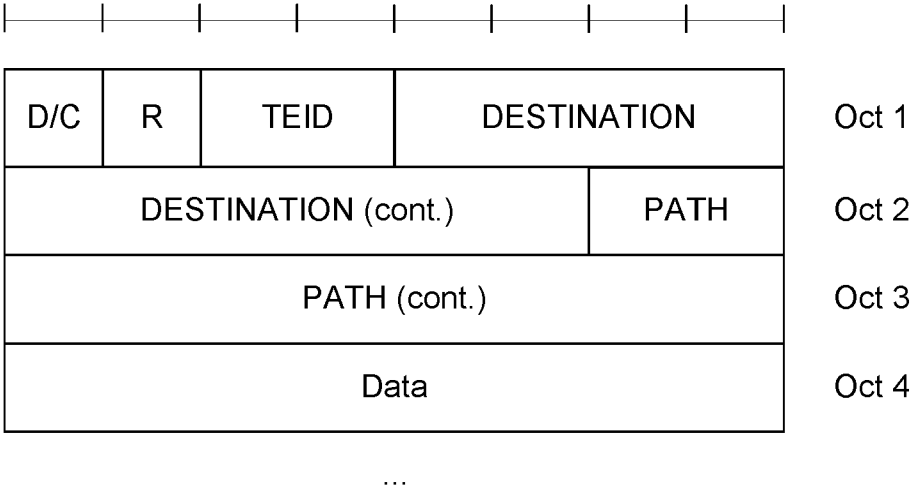 D/C R TEID DESTINATION Oct 1
DESTINATION (cont.) PATH Oct 2
PATH (cont.) Oct 3
Data Oct 4
...